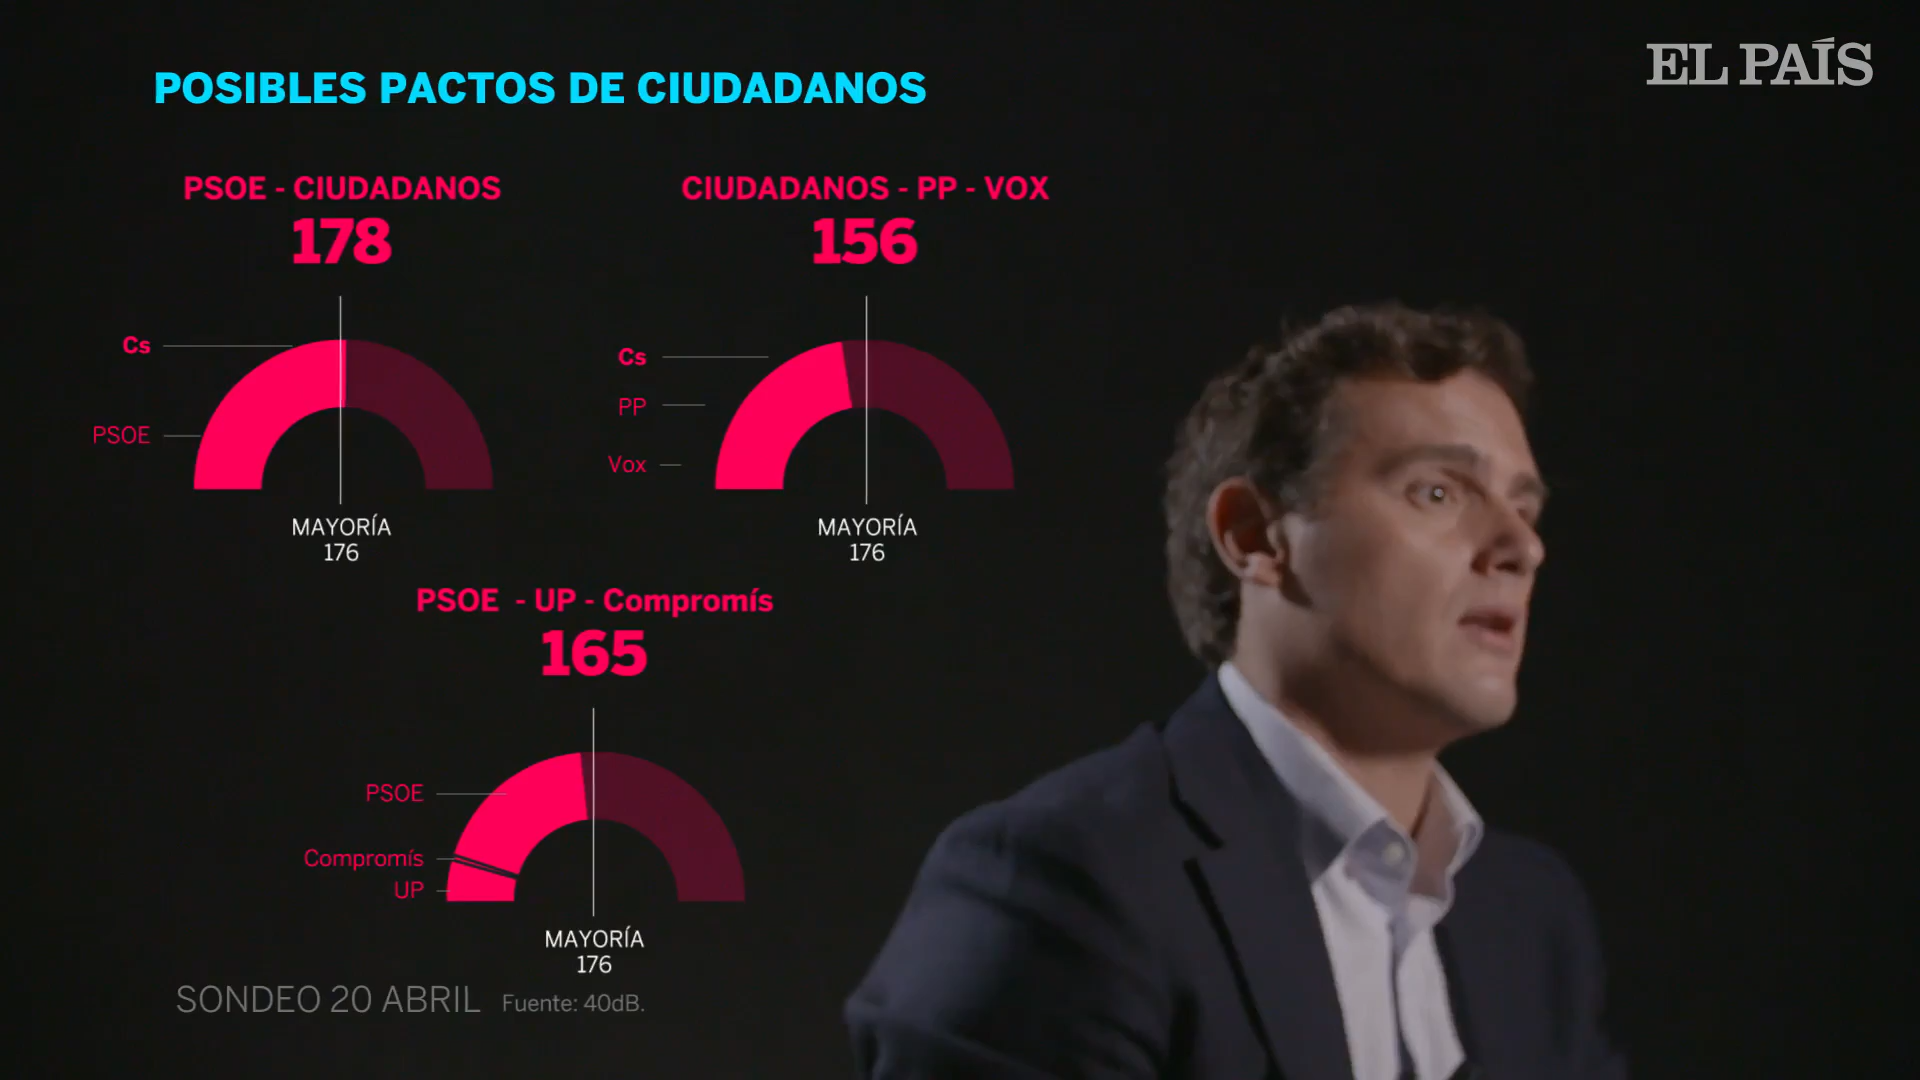 POSIBLES PACTOS DE CIUDADANOS
EL PAÍS
PSOE - CIUDADANOS
178
Cs
PSOE
MAYORÍA
176
CIUDADANOS - PP - VOX
156
Cs
PP
Vox
MAYORÍA
176
PSOE - UP - Compromís
165
PSOE
Compromís
UP
MAYORÍA
176
SONDEO 20 ABRIL Fuente: 40dB.